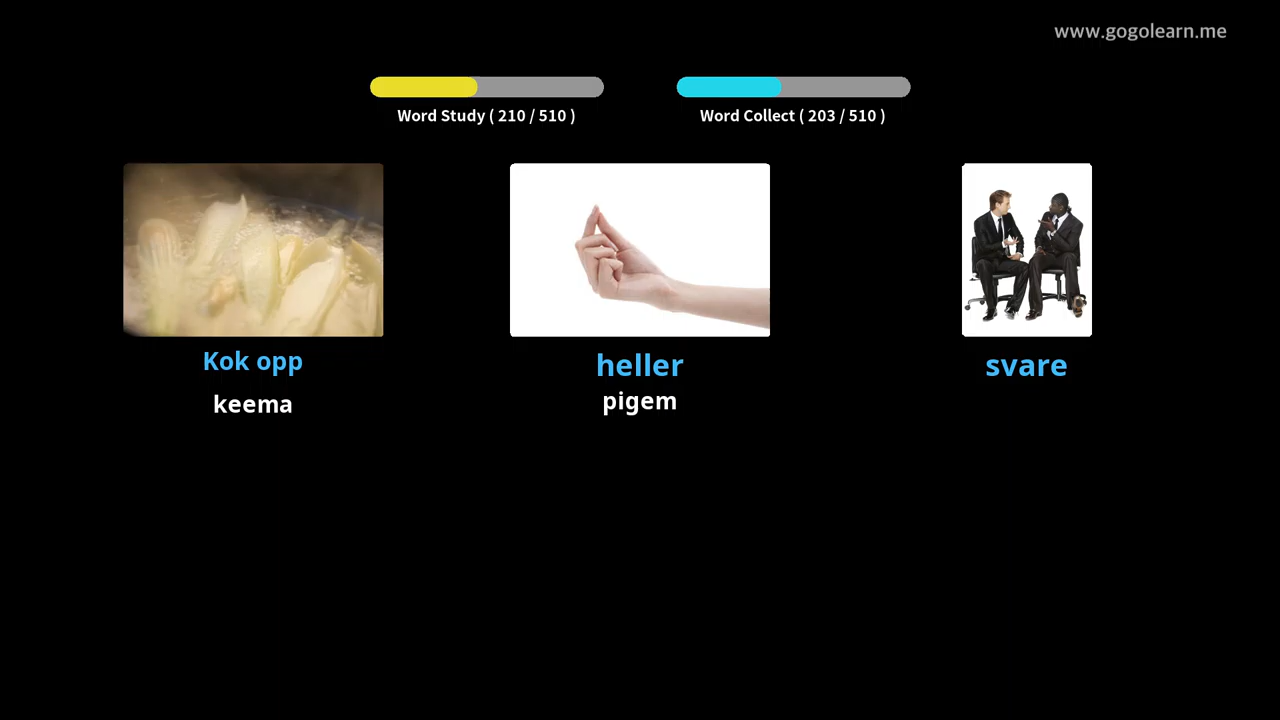 www.gogolearn.me
Word Study ( 210 / 510 )
Word Collect ( 203 / 510 )
Kok opp
keema
heller
pigem
svare